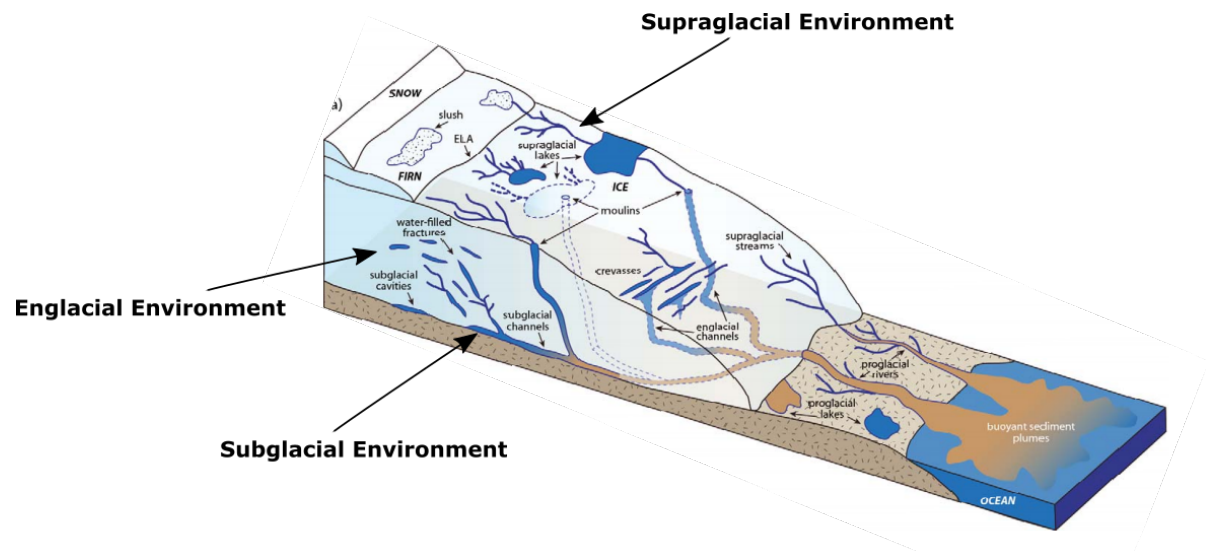 Supraglacial Environment
a)
SNOW
slush
ELA
FIRN
supraglacial
lakes
ICE
moulins
water-filled
fractures
supraglacial
streams
crevasses
subglacial
cavities
Englacial Environment
subglacial
channels
englacial
channels
proglacial
rivers
proglacial
lakes
buoyant sediment
plumes
Subglacial Environment
OCEAN